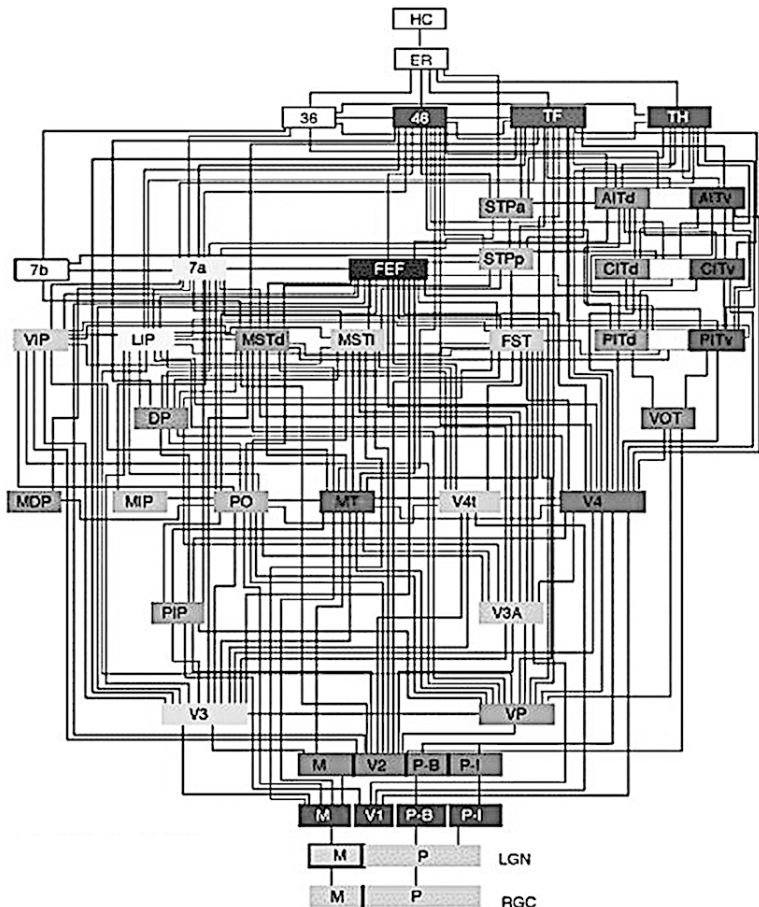 HC
ER
36 46 TF TH
STPa AITd AITv
7b 7a FEF STPp CITd CITv
VIP LIP MSTd MSTl FST PITd PITv
DP VOT
MDP MIP PO MT V4t V4
PIP V3A
V3 VP
M V2 P-B P-I
M V1 P-B P-I
M P LGN
M P RGC